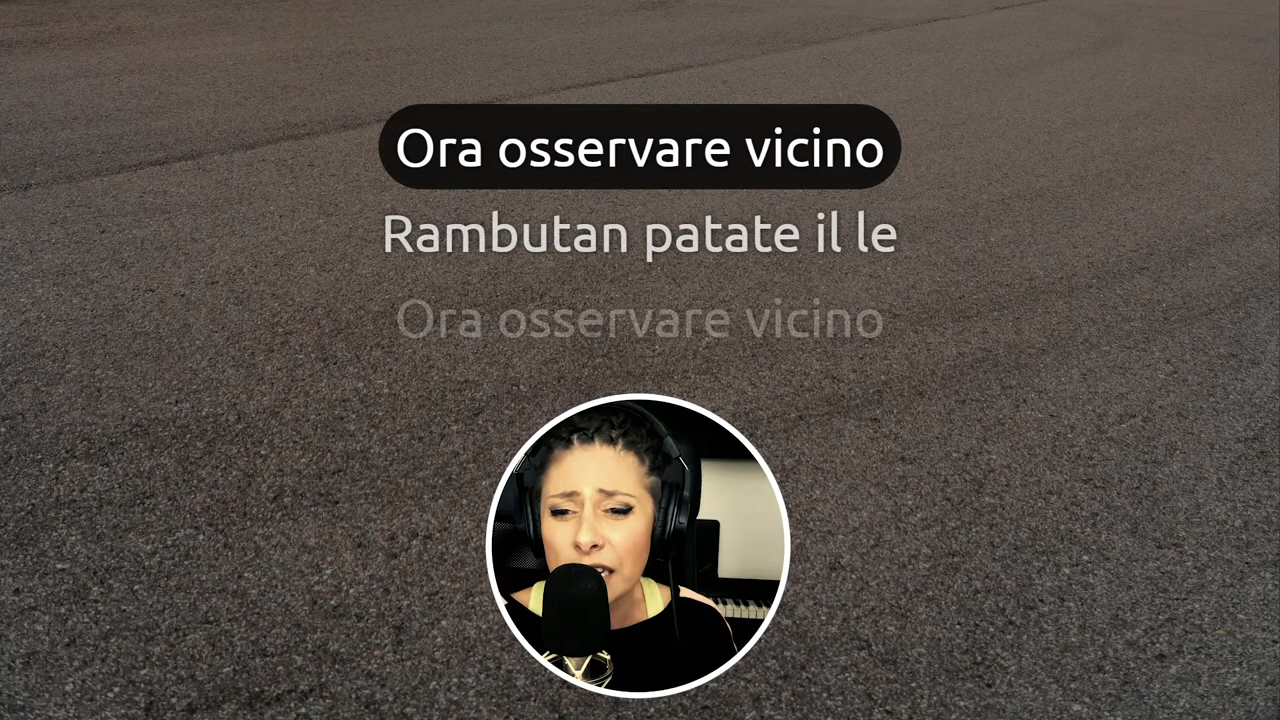 Ora osservare vicino
Rambutan patate il le
Ora osservare vicino